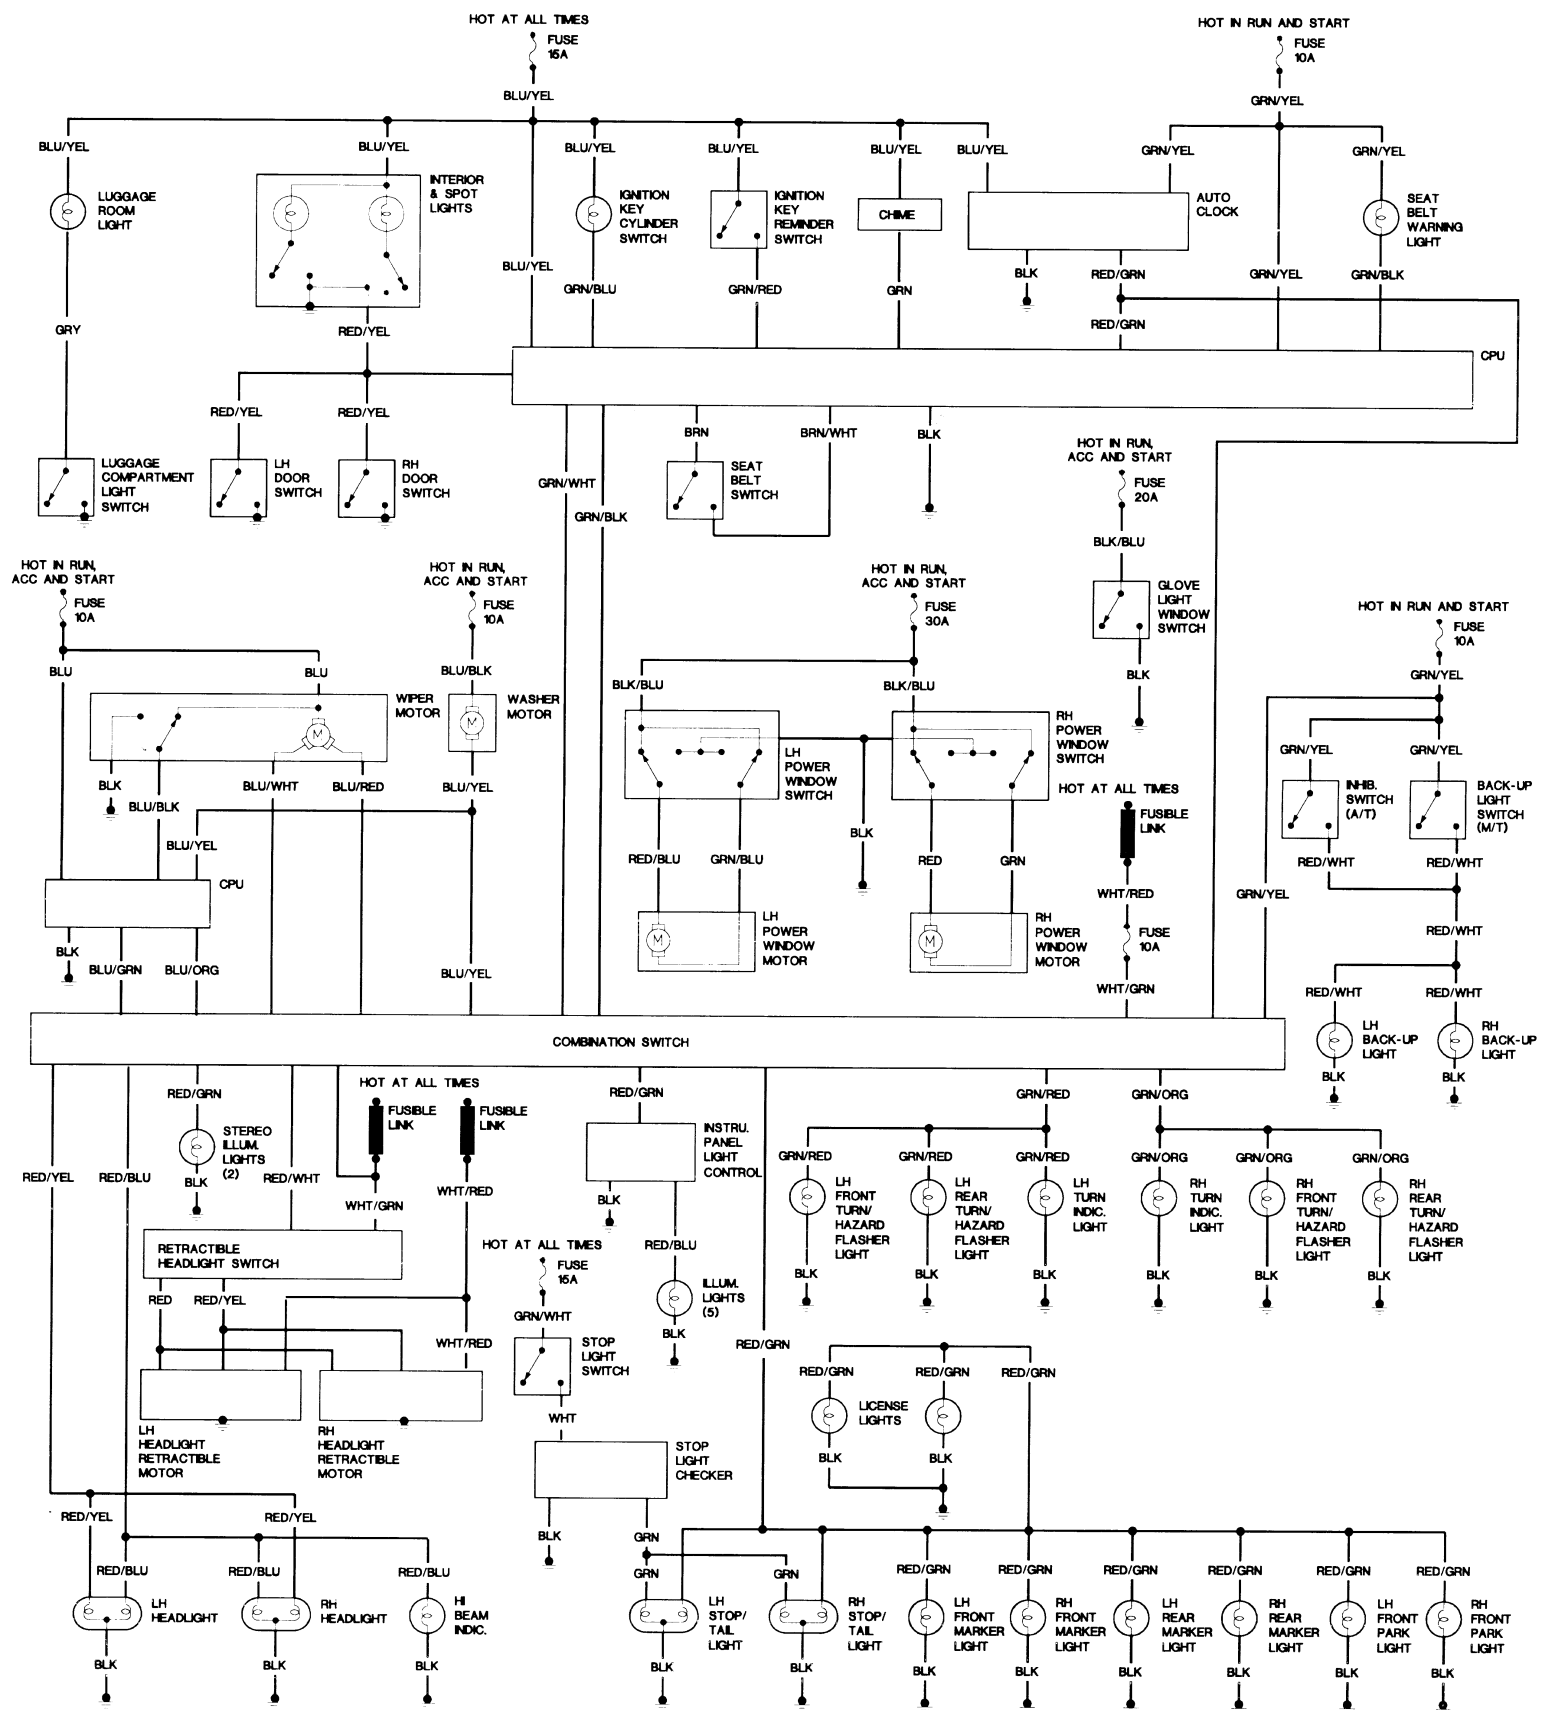 HOT AT ALL TIMES
FUSE
15A
BLU/YEL
HOT IN RUN AND START
FUSE
10A
GRN/YEL
BLU/YEL
BLU/YEL
BLU/YEL
BLU/YEL
BLU/YEL
BLU/YEL
GRN/YEL
GRN/YEL
LUGGAGE
ROOM
LIGHT
INTERIOR
& SPOT
LIGHTS
IGNITION
KEY
CYLINDER
SWITCH
IGNITION
KEY
REMINDER
SWITCH
CHIME
AUTO
CLOCK
SEAT
BELT
WARNING
LIGHT
BLU/YEL
GRN/BLU
GRN/RED
GRN
BLK
RED/GRN
GRN/YEL
GRN/BLK
GRY
RED/YEL
RED/GRN
CPU
RED/YEL
RED/YEL
BRN
BRN/WHT
BLK
LUGGAGE
COMPARTMENT
LIGHT
SWITCH
LH
DOOR
SWITCH
RH
DOOR
SWITCH
GRN/WHT
GRN/BLK
SEAT
BELT
SWITCH
HOT IN RUN,
ACC AND START
FUSE
20A
BLK/BLU
GLOVE
LIGHT
WINDOW
SWITCH
BLK
HOT IN RUN,
ACC AND START
FUSE
10A
HOT IN RUN,
ACC AND START
FUSE
10A
HOT IN RUN,
ACC AND START
FUSE
30A
HOT IN RUN AND START
FUSE
10A
GRN/YEL
BLU
BLU
BLU/BLK
BLK/BLU
BLK/BLU
WIPER
MOTOR
WASHER
MOTOR
LH
POWER
WINDOW
SWITCH
RH
POWER
WINDOW
SWITCH
M
M
GRN/YEL
GRN/YEL
INHIB.
SWITCH
(A/T)
BACK-UP
LIGHT
SWITCH
(M/T)
BLK
BLU/BLK
BLU/WHT
BLU/RED
BLU/YEL
BLU/YEL
HOT AT ALL TIMES
FUSIBLE
LINK
BLK
RED/BLU
GRN/BLU
RED
GRN
RED/WHT
RED/WHT
CPU
WHT/RED
GRN/YEL
LH
POWER
WINDOW
MOTOR
M
RH
POWER
WINDOW
MOTOR
M
FUSE
10A
RED/WHT
BLK
BLU/GRN
BLU/ORG
BLU/YEL
WHT/GRN
RED/WHT
RED/WHT
COMBINATION SWITCH
LH
BACK-UP
LIGHT
RH
BACK-UP
LIGHT
BLK
BLK
RED/GRN
HOT AT ALL TIMES
FUSIBLE
LINK
FUSIBLE
LINK
RED/GRN
GRN/RED
GRN/ORG
STEREO
ILLUM.
LIGHTS
(2)
INSTRU.
PANEL
LIGHT
CONTROL
RED/YEL
RED/BLU
BLK
RED/WHT
WHT/GRN
WHT/RED
BLK
GRN/RED
GRN/RED
GRN/RED
GRN/ORG
GRN/ORG
GRN/ORG
LH
FRONT
TURN/
HAZARD
FLASHER
LIGHT
LH
REAR
TURN/
HAZARD
FLASHER
LIGHT
LH
TURN
INDIC.
LIGHT
RH
TURN
INDIC.
LIGHT
RH
FRONT
TURN/
HAZARD
FLASHER
LIGHT
RH
REAR
TURN/
HAZARD
FLASHER
LIGHT
BLK
BLK
BLK
BLK
BLK
BLK
RETRACTIBLE
HEADLIGHT SWITCH
HOT AT ALL TIMES
FUSE
15A
RED/BLU
RED
RED/YEL
GRN/WHT
ILLUM.
LIGHTS
(5)
BLK
WHT/RED
STOP
LIGHT
SWITCH
RED/GRN
RED/GRN
RED/GRN
RED/GRN
LH
HEADLIGHT
RETRACTIBLE
MOTOR
RH
HEADLIGHT
RETRACTIBLE
MOTOR
WHT
STOP
LIGHT
CHECKER
LICENSE
LIGHTS
BLK
BLK
RED/YEL
RED/YEL
BLK
GRN
RED/BLU
RED/BLU
RED/BLU
GRN
GRN
RED/GRN
RED/GRN
RED/GRN
RED/GRN
RED/GRN
RED/GRN
LH
HEADLIGHT
RH
HEADLIGHT
HI
BEAM
INDIC.
LH
STOP/
TAIL
LIGHT
RH
STOP/
TAIL
LIGHT
LH
FRONT
MARKER
LIGHT
RH
FRONT
MARKER
LIGHT
LH
REAR
MARKER
LIGHT
RH
REAR
MARKER
LIGHT
LH
FRONT
PARK
LIGHT
RH
FRONT
PARK
LIGHT
BLK
BLK
BLK
BLK
BLK
BLK
BLK
BLK
BLK
BLK
BLK